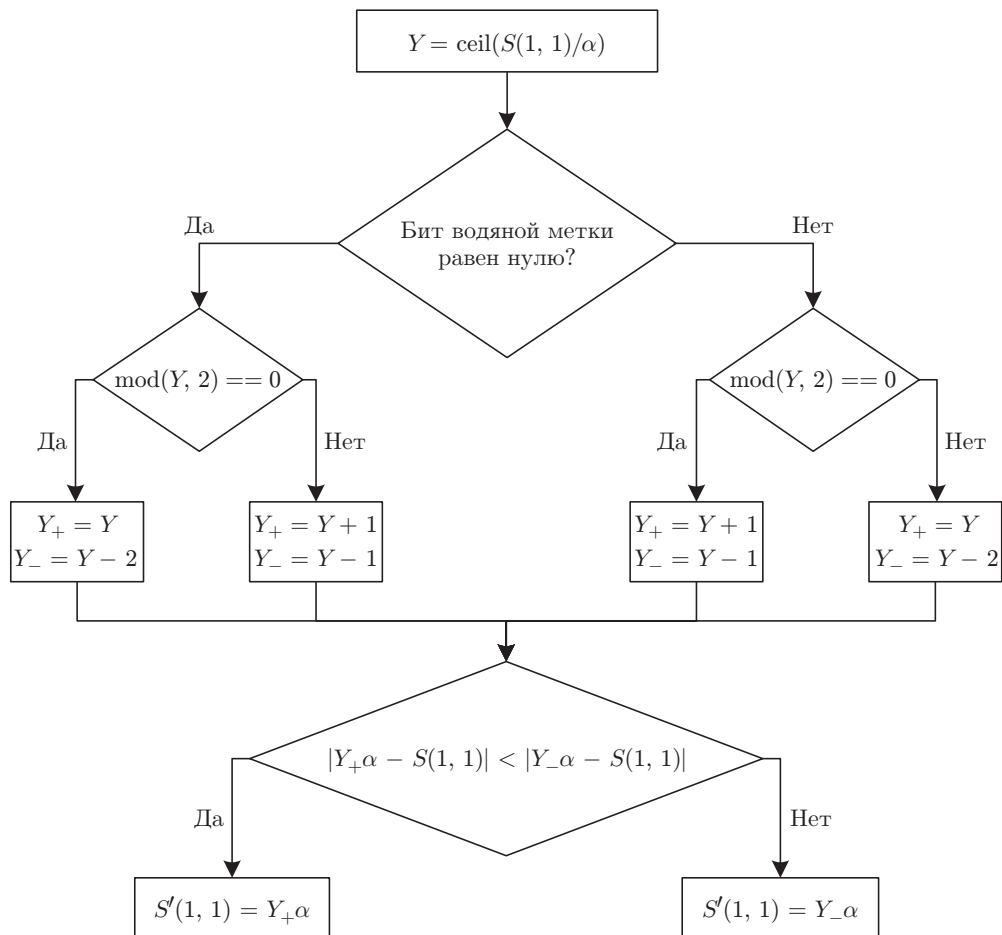 Y = ceil(S(1, 1)/α)
Бит водяной метки
равен нулю?
Да
Нет
mod(Y, 2) == 0
mod(Y, 2) == 0
Да
Нет
Да
Нет
Y₊ = Y
Y₋ = Y − 2
Y₊ = Y + 1
Y₋ = Y − 1
Y₊ = Y + 1
Y₋ = Y − 1
Y₊ = Y
Y₋ = Y − 2
|Y₊α − S(1, 1)| < |Y₋α − S(1, 1)|
Да
Нет
S′(1, 1) = Y₊α
S′(1, 1) = Y₋α